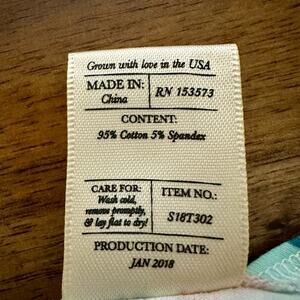 Grown with love in the USA
MADE IN:
China
RN 153573
CONTENT:
95% Cotton 5% Spandex
CARE FOR:
Wash cold,
remove promptly,
& lay flat to dry!
ITEM NO.:
S18T302
PRODUCTION DATE:
JAN 2018